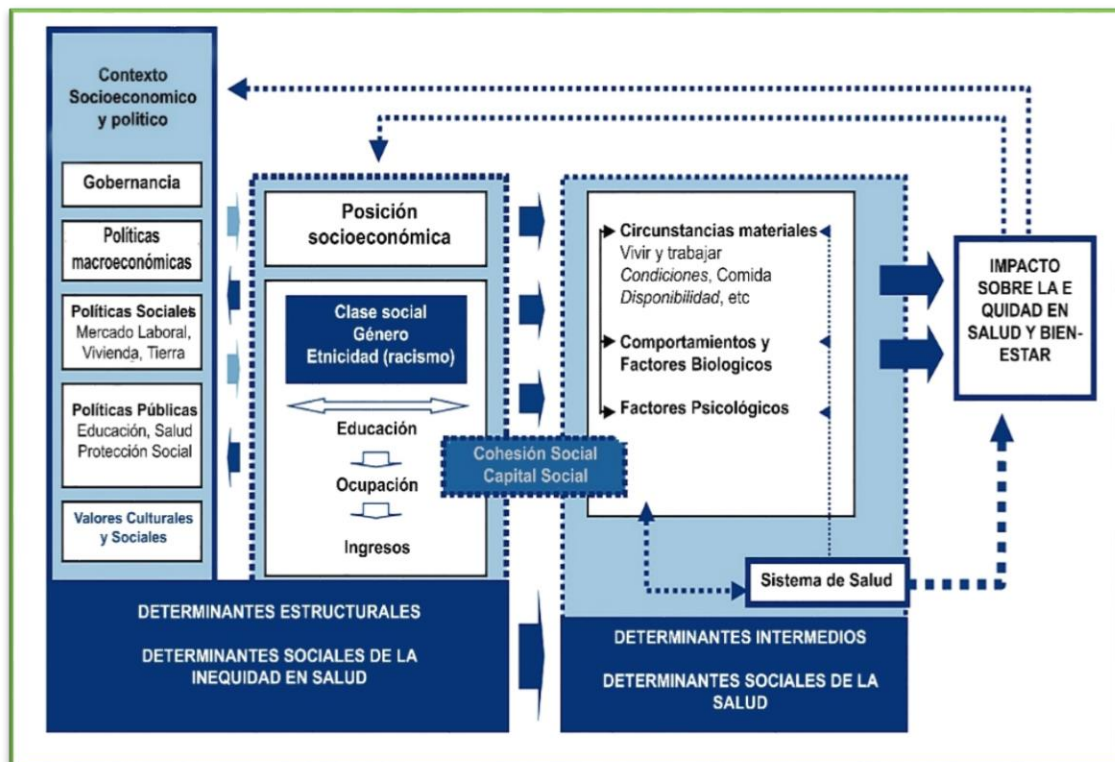 Contexto
Socioeconomico
y politico
Gobernancia
Políticas
macroeconómicas
Políticas Sociales
Mercado Laboral,
Vivienda, Tierra
Políticas Públicas
Educación, Salud
Protección Social
Valores Culturales
y Sociales
Posición
socioeconómica
Clase social
Género
Etnicidad (racismo)
Educación
Ocupación
Ingresos
Cohesión Social
Capital Social
Circunstancias materiales
Vivir y trabajar
Condiciones, Comida
Disponibilidad, etc
Comportamientos y
Factores Biologicos
Factores Psicológicos
Sistema de Salud
IMPACTO
SOBRE LA E
QUIDAD EN
SALUD Y BIEN-
ESTAR
DETERMINANTES ESTRUCTURALES
DETERMINANTES SOCIALES DE LA
INEQUIDAD EN SALUD
DETERMINANTES INTERMEDIOS
DETERMINANTES SOCIALES DE LA
SALUD